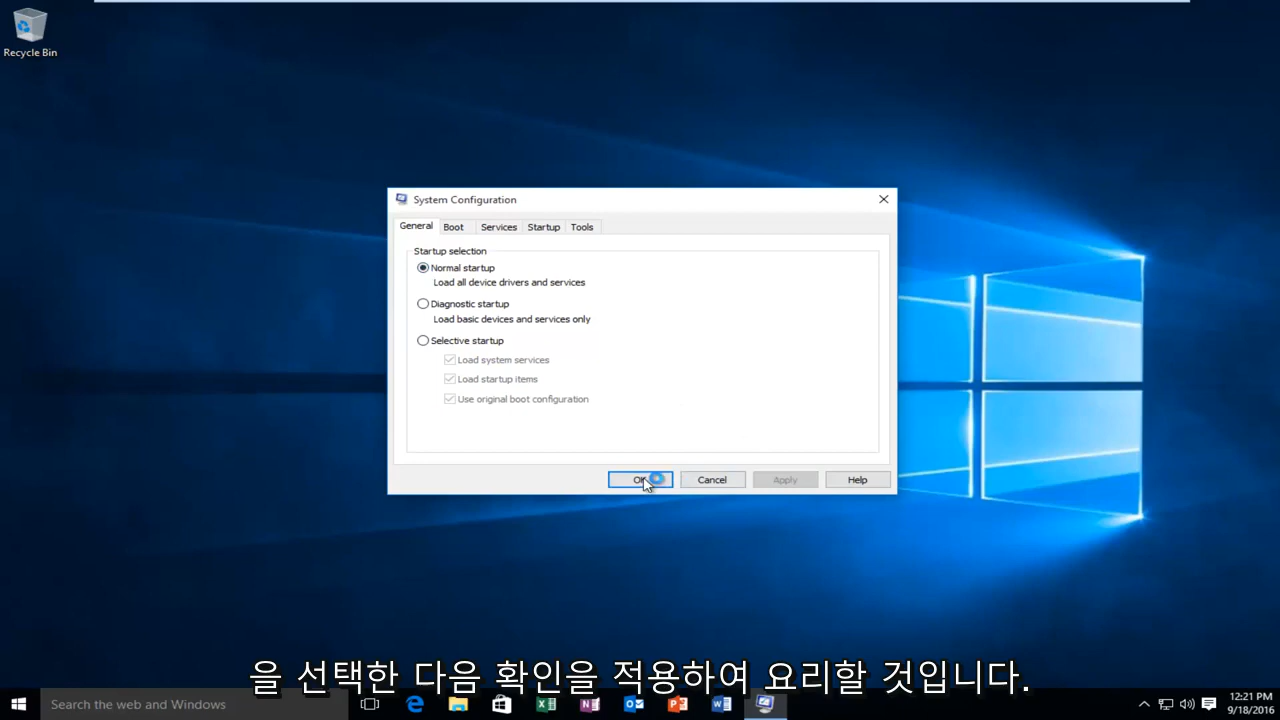 Recycle Bin
System Configuration
General Boot Services Startup Tools
Startup selection
Normal startup
Load all device drivers and services
Diagnostic startup
Load basic devices and services only
Selective startup
Load system services
Load startup items
Use original boot configuration
OK Cancel Apply Help
을 선택한 다음 확인을 적용하여 요리할 것입니다.
Search the web and Windows
12:21 PM
9/18/2016